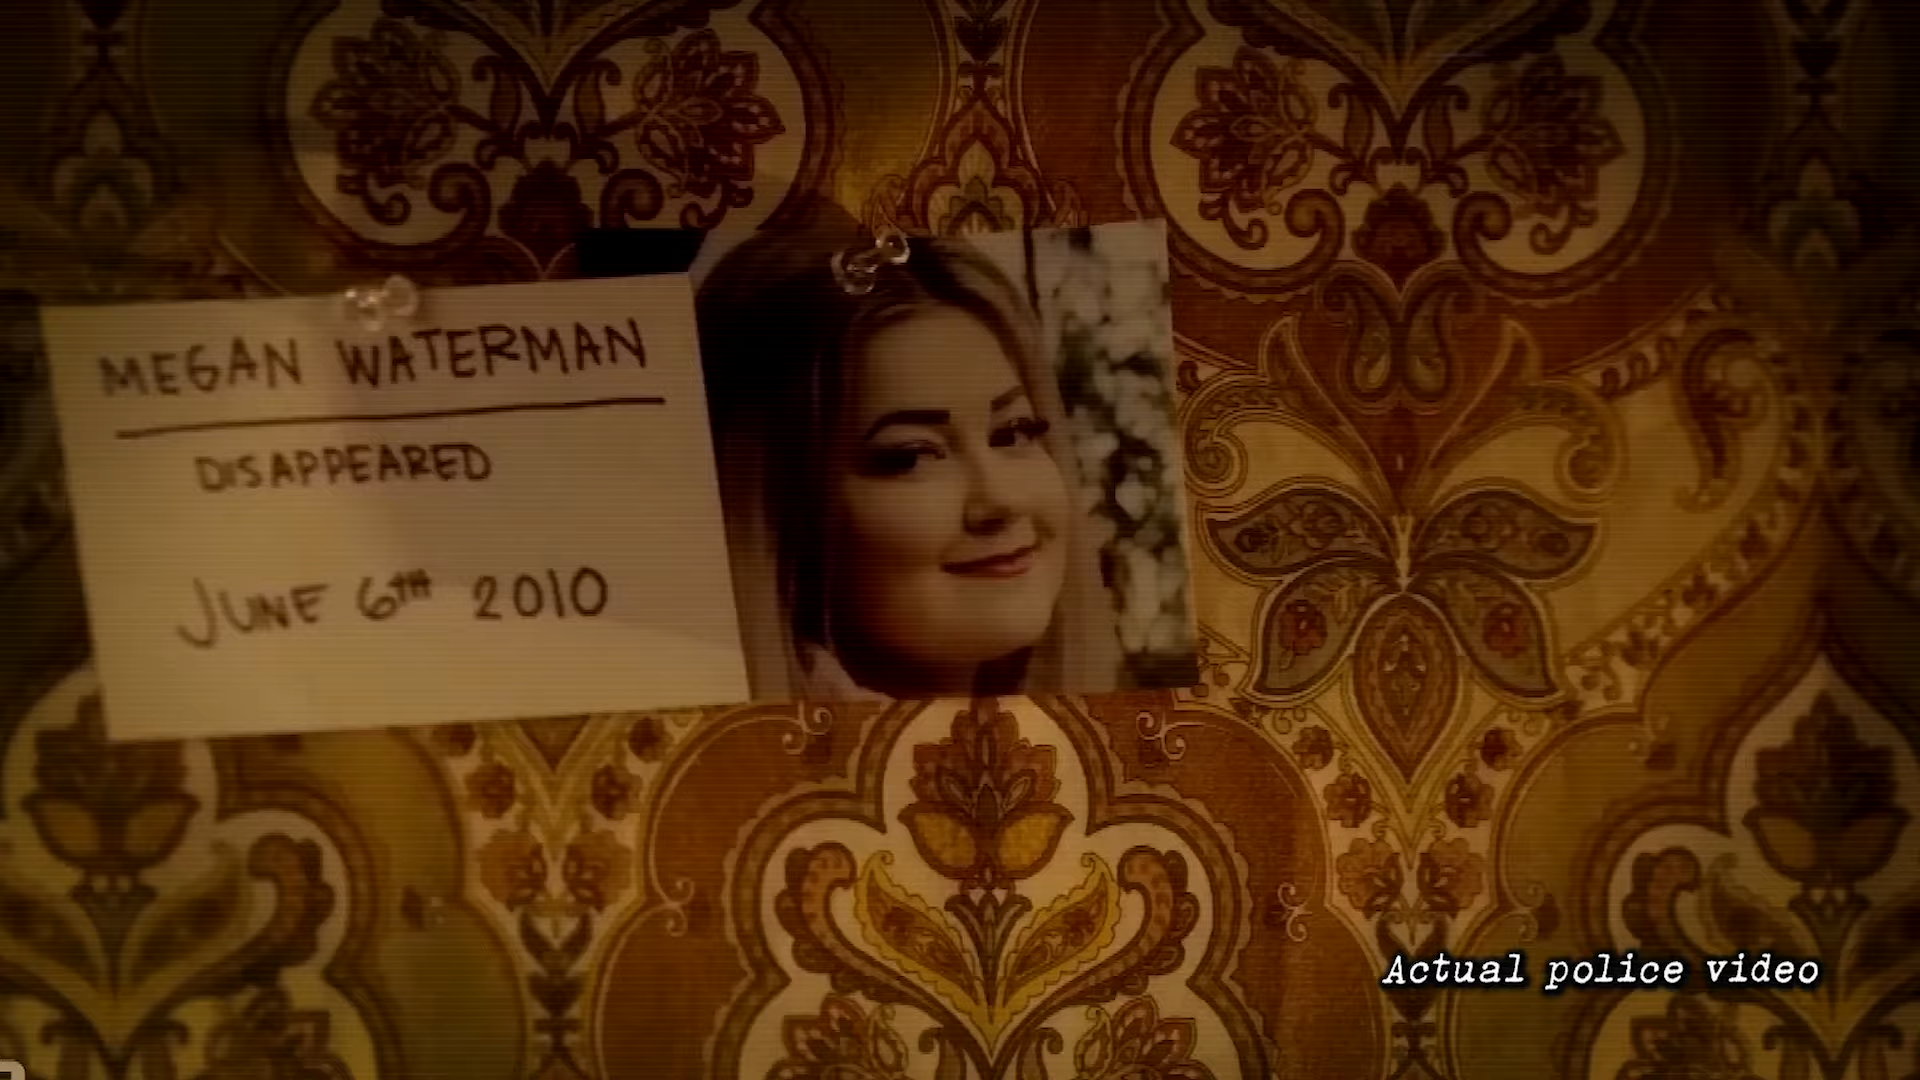 MEGAN WATERMAN
DISAPPEARED
JUNE 6TH 2010
Actual police video